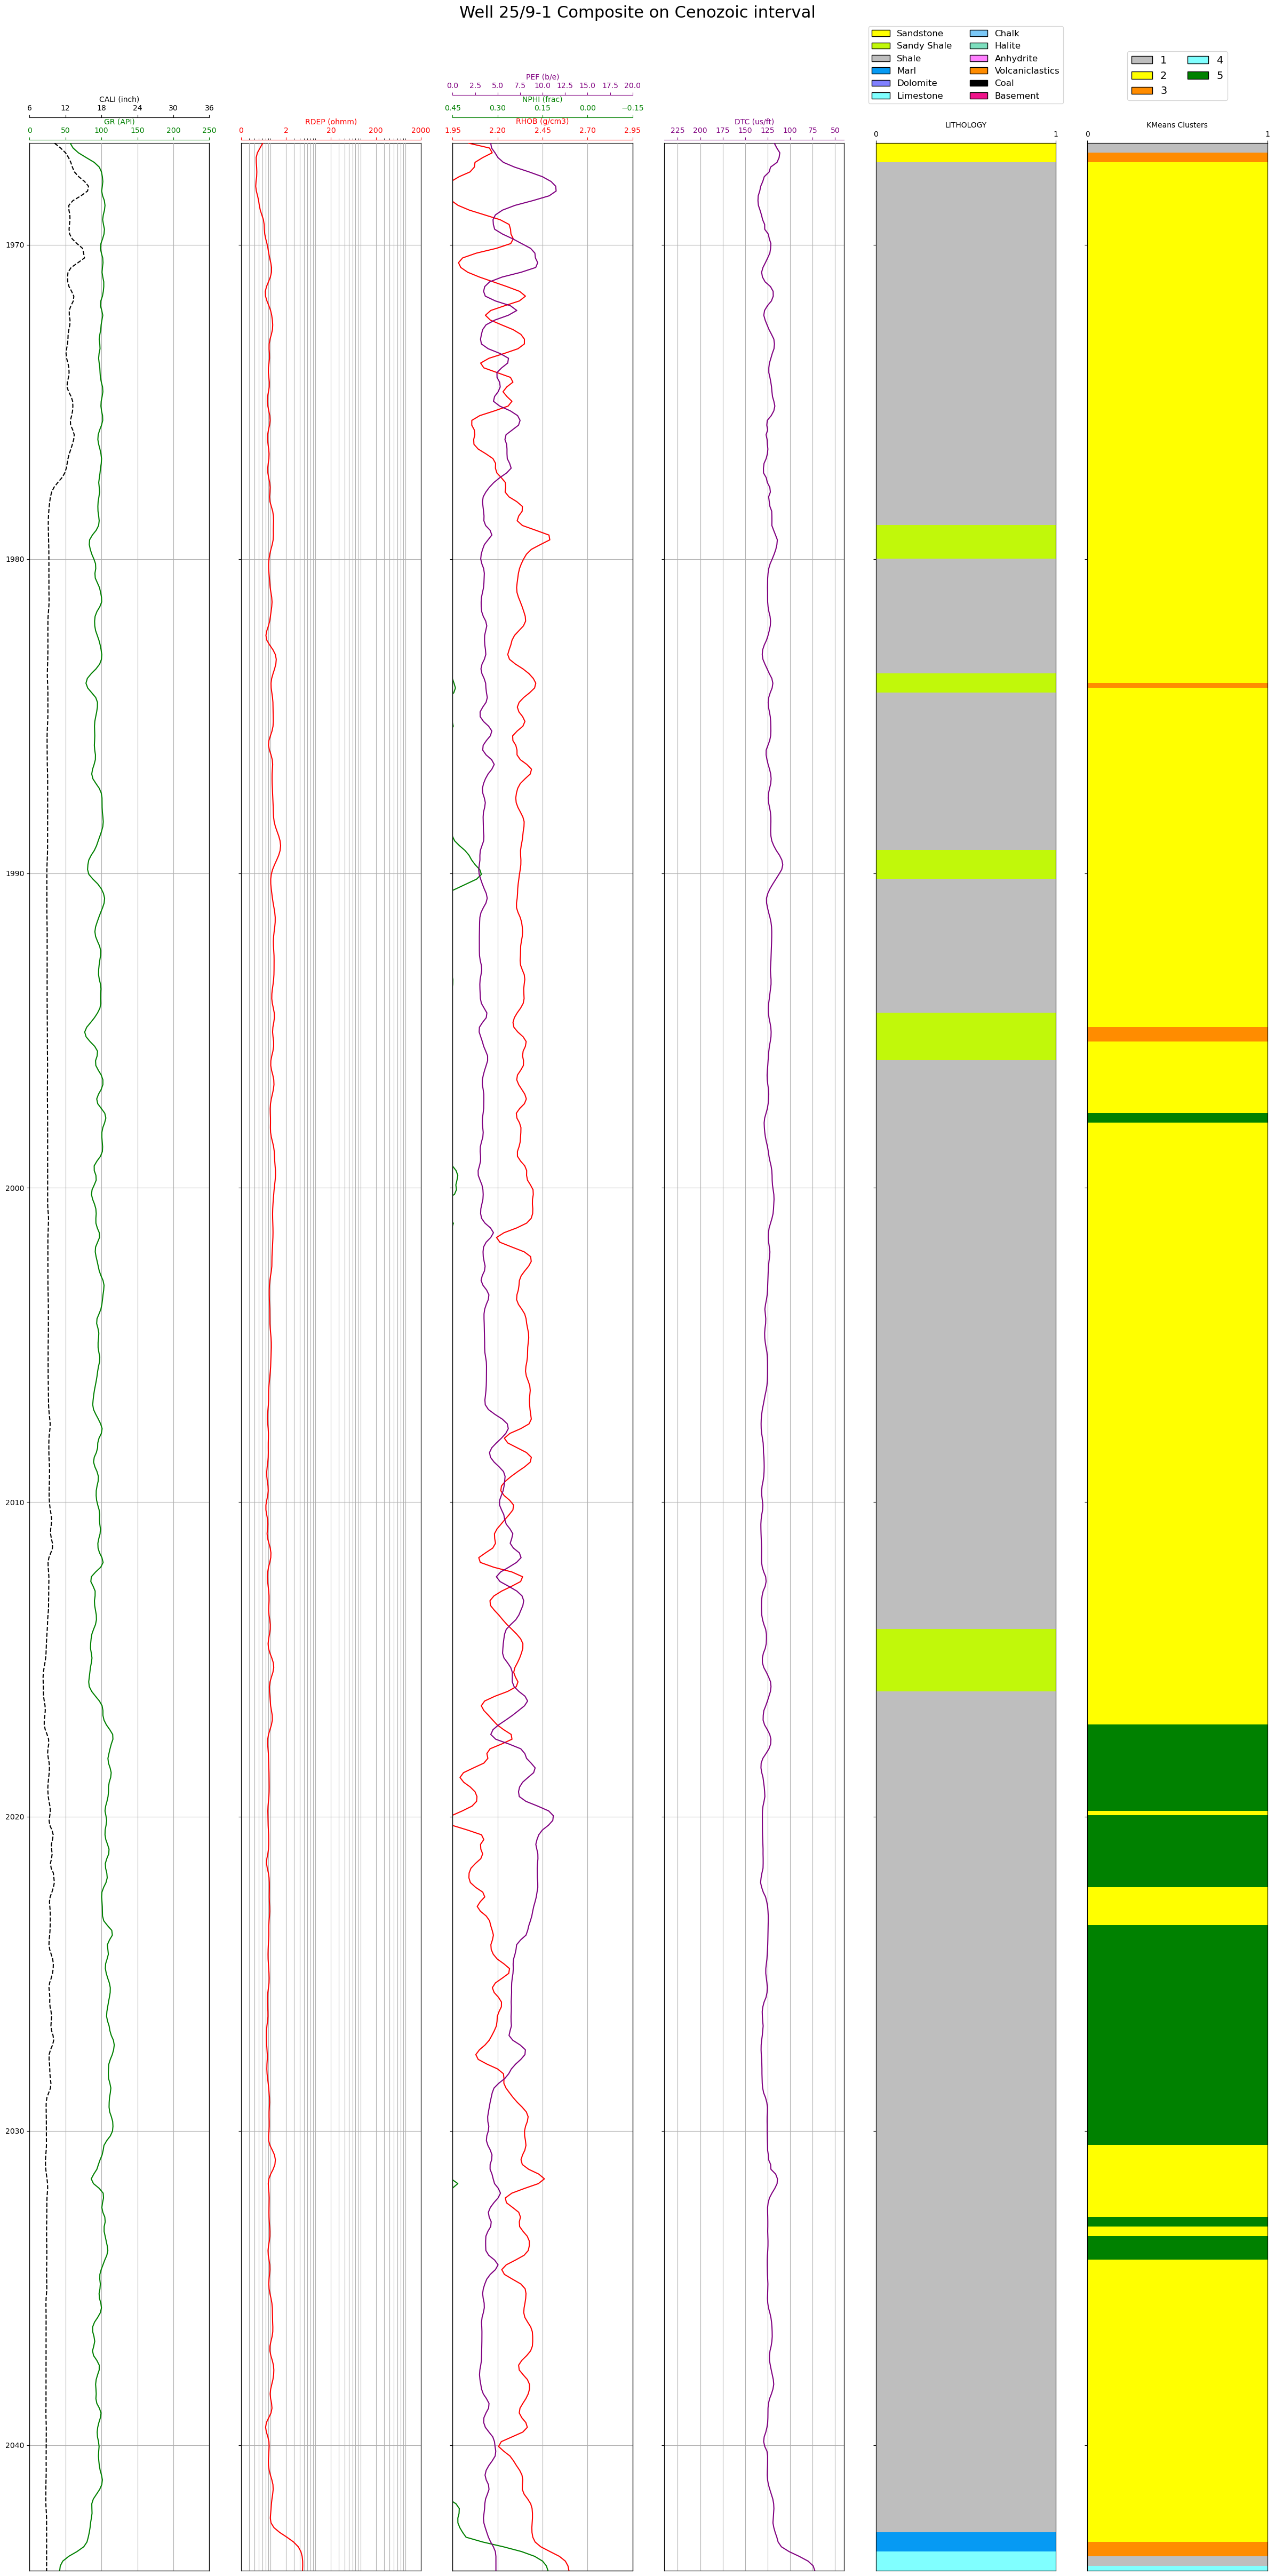 Well 25/9-1 Composite on Cenozoic interval
Sandstone Chalk
Sandy Shale Halite
Shale Anhydrite
Marl Volcaniclastics
Dolomite Coal
Limestone Basement
1 4
2 5
3
PEF (b/e)
0.0 2.5 5.0 7.5 10.0 12.5 15.0 17.5 20.0
CALI (inch) NPHI (frac)
6 12 18 24 30 36 0.45 0.30 0.15 0.00 −0.15
GR (API) RDEP (ohmm) RHOB (g/cm3) DTC (us/ft) LITHOLOGY KMeans Clusters
0 50 100 150 200 250 0 2 20 200 2000 1.95 2.20 2.45 2.70 2.95 225 200 175 150 125 100 75 50 0 1 0 1
1970
1980
1990
2000
2010
2020
2030
2040